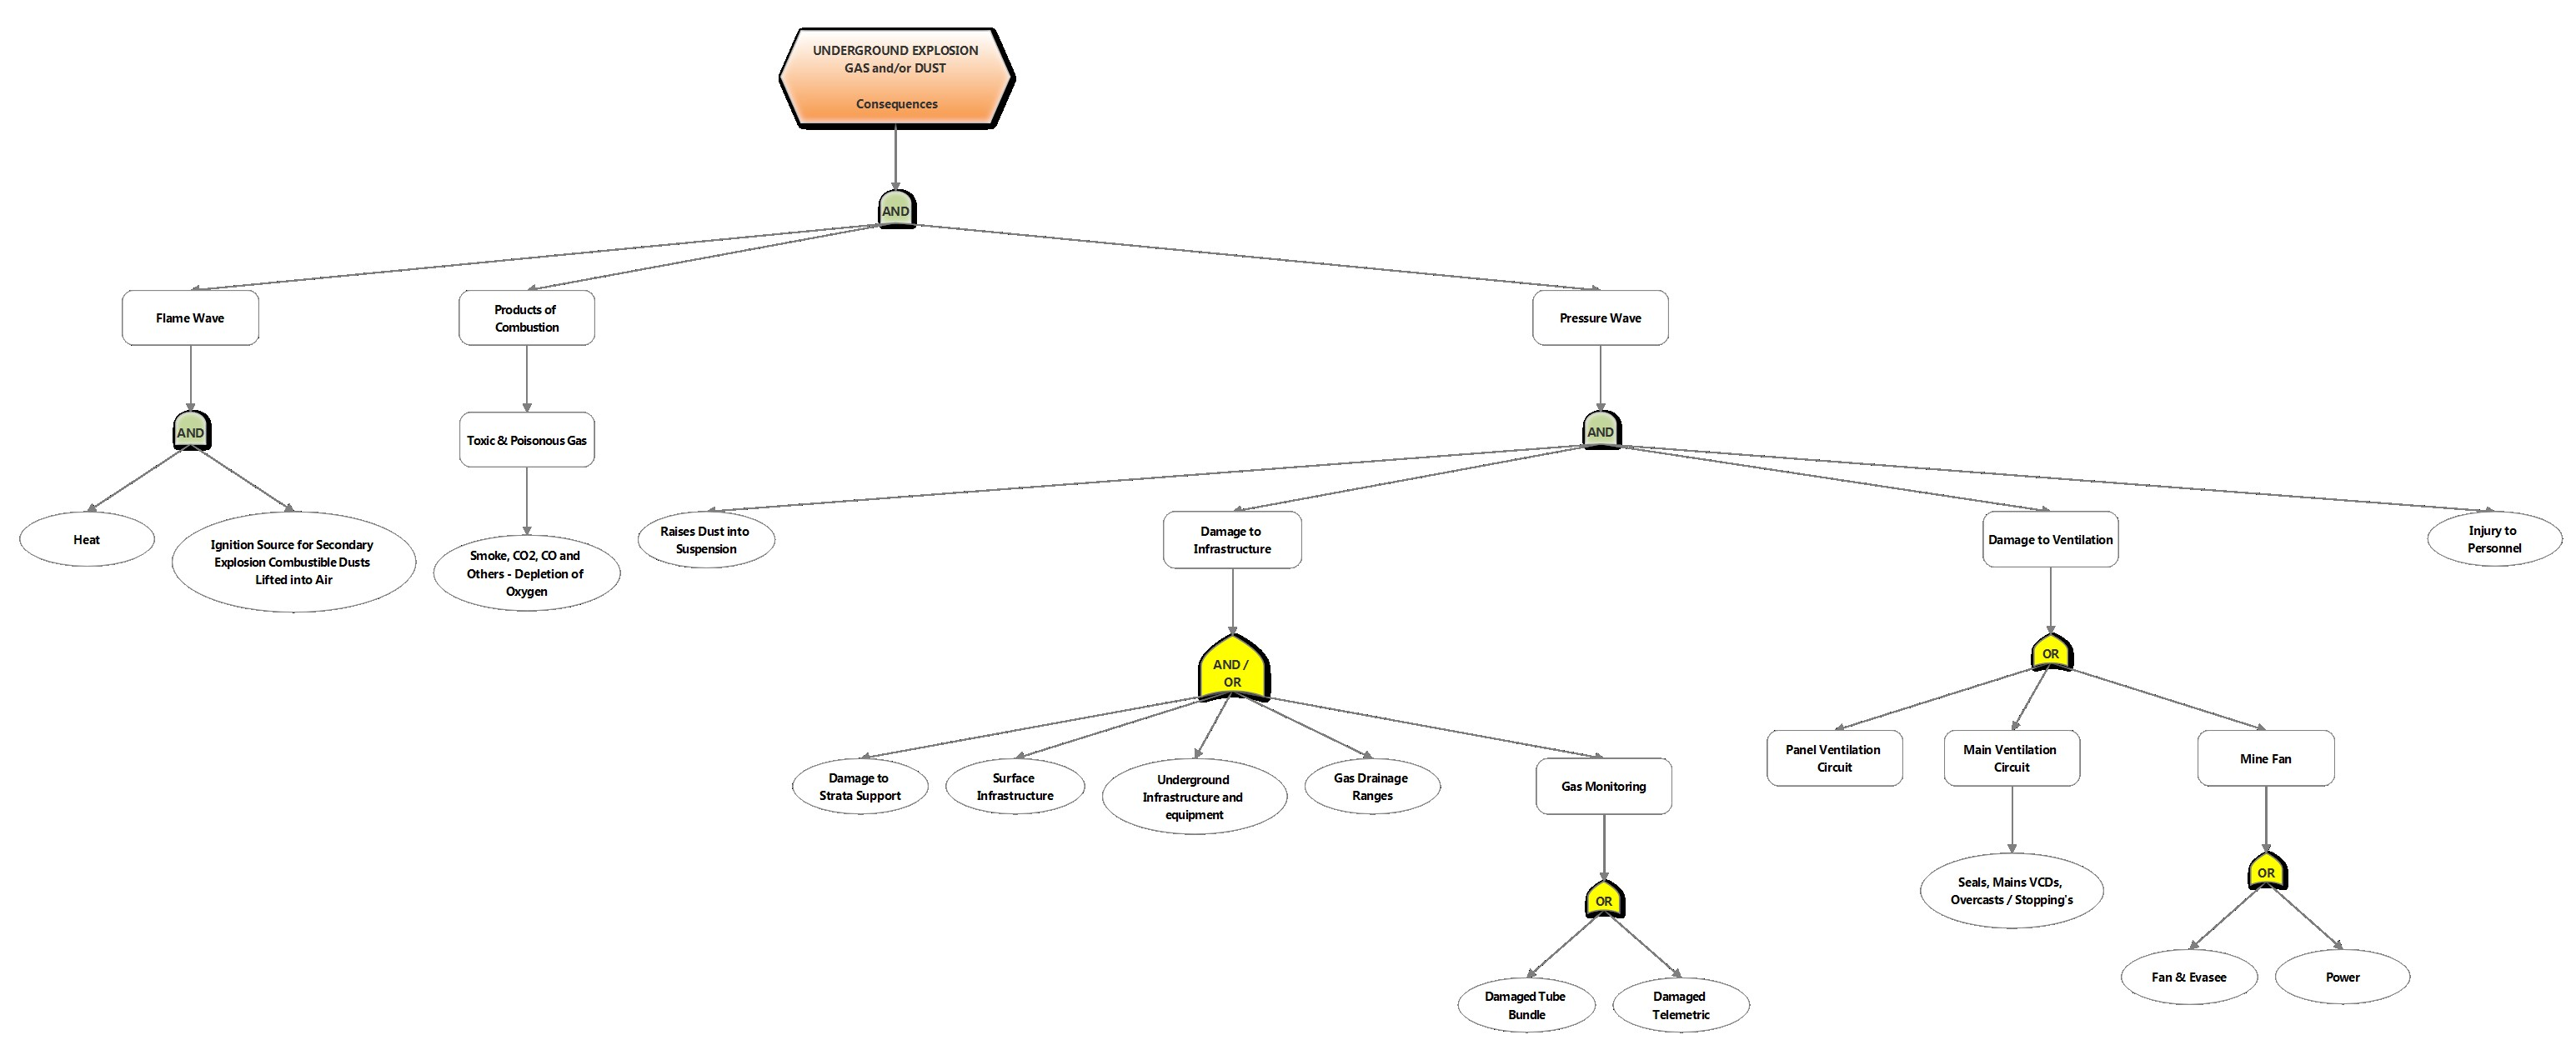 UNDERGROUND EXPLOSION
GAS and/or DUST
Consequences
AND
Flame Wave
Products of
Combustion
Pressure Wave
AND
Toxic & Poisonous Gas
AND
Heat
Ignition Source for Secondary
Explosion Combustible Dusts
Lifted into Air
Smoke, CO2, CO and
Others - Depletion of
Oxygen
Raises Dust into
Suspension
Damage to
Infrastructure
Damage to Ventilation
Injury to
Personnel
AND /
OR
OR
Damage to
Strata Support
Surface
Infrastructure
Underground
Infrastructure and
equipment
Gas Drainage
Ranges
Gas Monitoring
Panel Ventilation
Circuit
Main Ventilation
Circuit
Mine Fan
OR
Seals, Mains VCDs,
Overcasts / Stopping's
OR
Damaged Tube
Bundle
Damaged
Telemetric
Fan & Evasee
Power